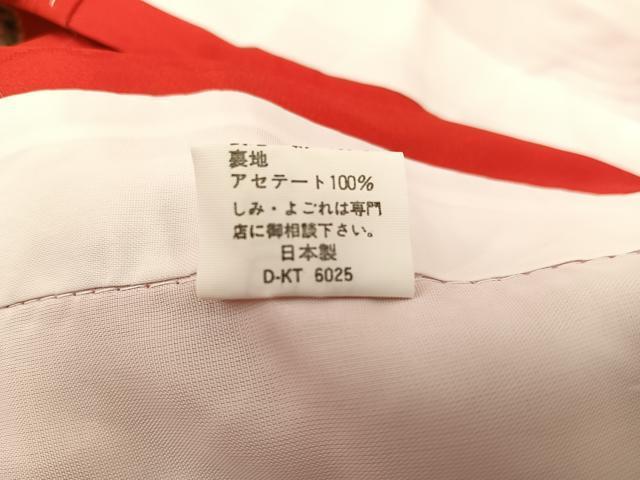 裏地
アセテート100%
しみ・よごれは専門
店に御相談下さい。
日本製
D-KT 6025